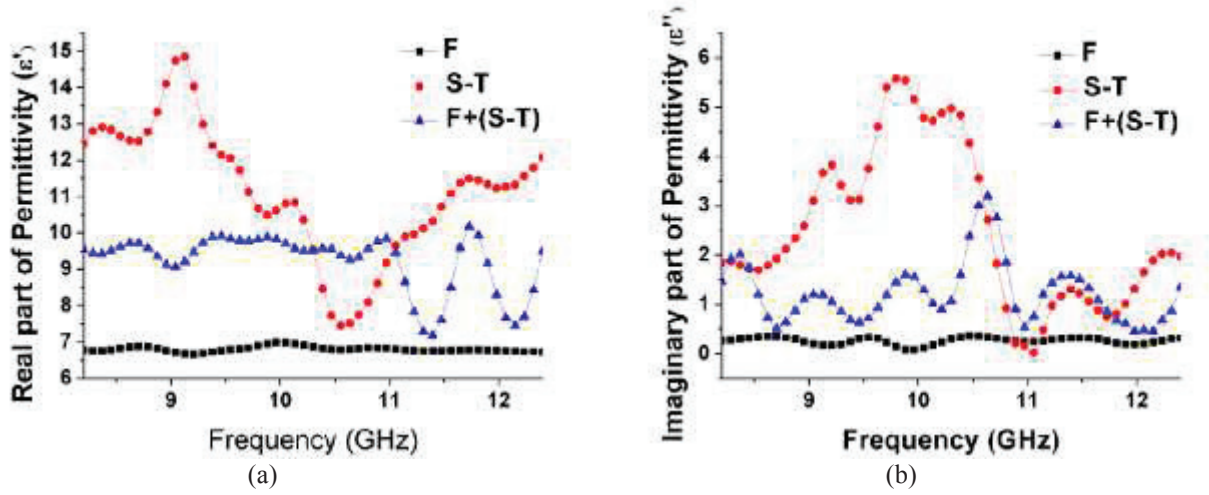 Real part of Permittivity (ε')
15
14
13
12
11
10
9
8
7
6
F
S-T
F+(S-T)
9
10
11
12
Frequency (GHz)
(a)
Imaginary part of Permittivity (ε'')
6
5
4
3
2
1
0
F
S-T
F+(S-T)
9
10
11
12
Frequency (GHz)
(b)